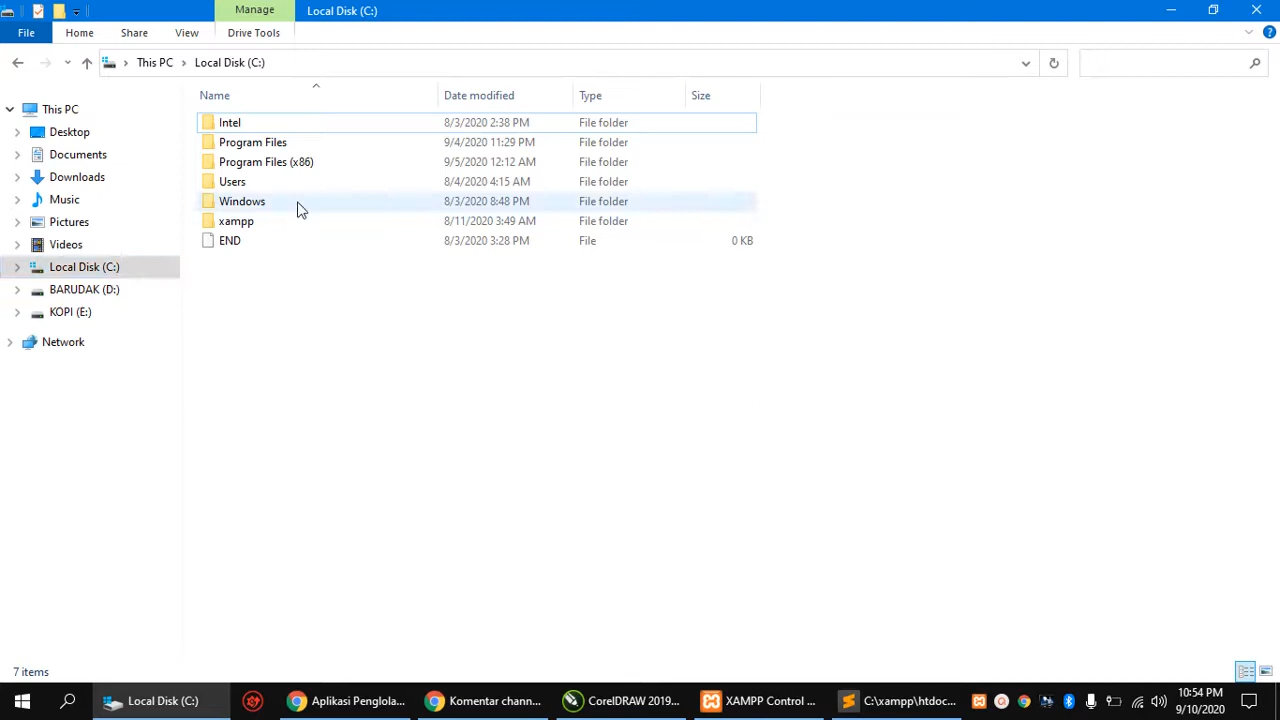 Manage
Local Disk (C:)
File Home Share View Drive Tools
This PC Local Disk (C:)
Name Date modified Type Size
This PC
Desktop
Documents
Downloads
Music
Pictures
Videos
Local Disk (C:)
BARUDAK (D:)
KOPI (E:)
Network
Intel 8/3/2020 2:38 PM File folder
Program Files 9/4/2020 11:29 PM File folder
Program Files (x86) 9/5/2020 12:12 AM File folder
Users 8/4/2020 4:15 AM File folder
Windows 8/3/2020 8:48 PM File folder
xampp 8/11/2020 3:49 AM File folder
END 8/3/2020 3:28 PM File 0 KB
7 items
Local Disk (C:) Aplikasi Penglola... Komentar chann... CorelDRAW 2019... XAMPP Control ... C:\xampp\htdoc...
10:54 PM
9/10/2020